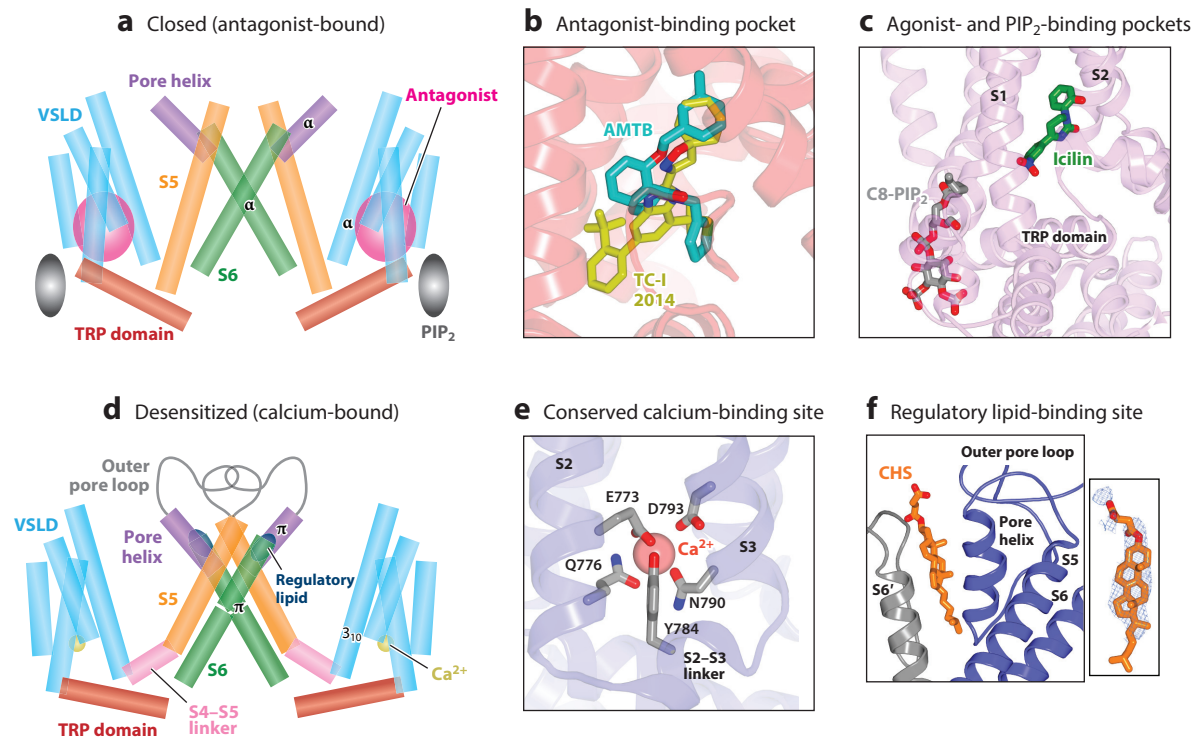 a Closed (antagonist-bound)
Pore helix
VSLD
Antagonist
α
S5
α
α
S6
TRP domain
PIP2
b Antagonist-binding pocket
AMTB
TC-I
2014
c Agonist- and PIP2-binding pockets
S2
S1
Icilin
C8-PIP2
TRP domain
d Desensitized (calcium-bound)
Outer
pore loop
VSLD
π
Pore
helix
Regulatory
lipid
S5
π
310
S6
Ca2+
S4–S5
linker
TRP domain
e Conserved calcium-binding site
S2
E773
D793
Ca2+
S3
Q776
N790
Y784
S2–S3
linker
f Regulatory lipid-binding site
Outer pore loop
CHS
Pore
helix
S5
S6′
S6